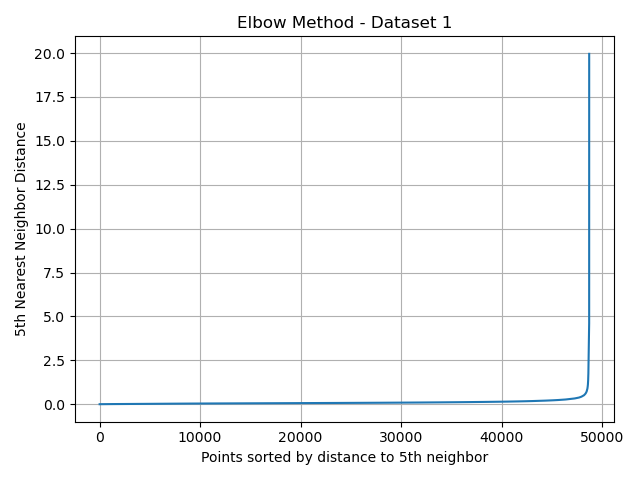 Elbow Method - Dataset 1
20.0
17.5
15.0
12.5
10.0
7.5
5.0
2.5
0.0
5th Nearest Neighbor Distance
0 10000 20000 30000 40000 50000
Points sorted by distance to 5th neighbor